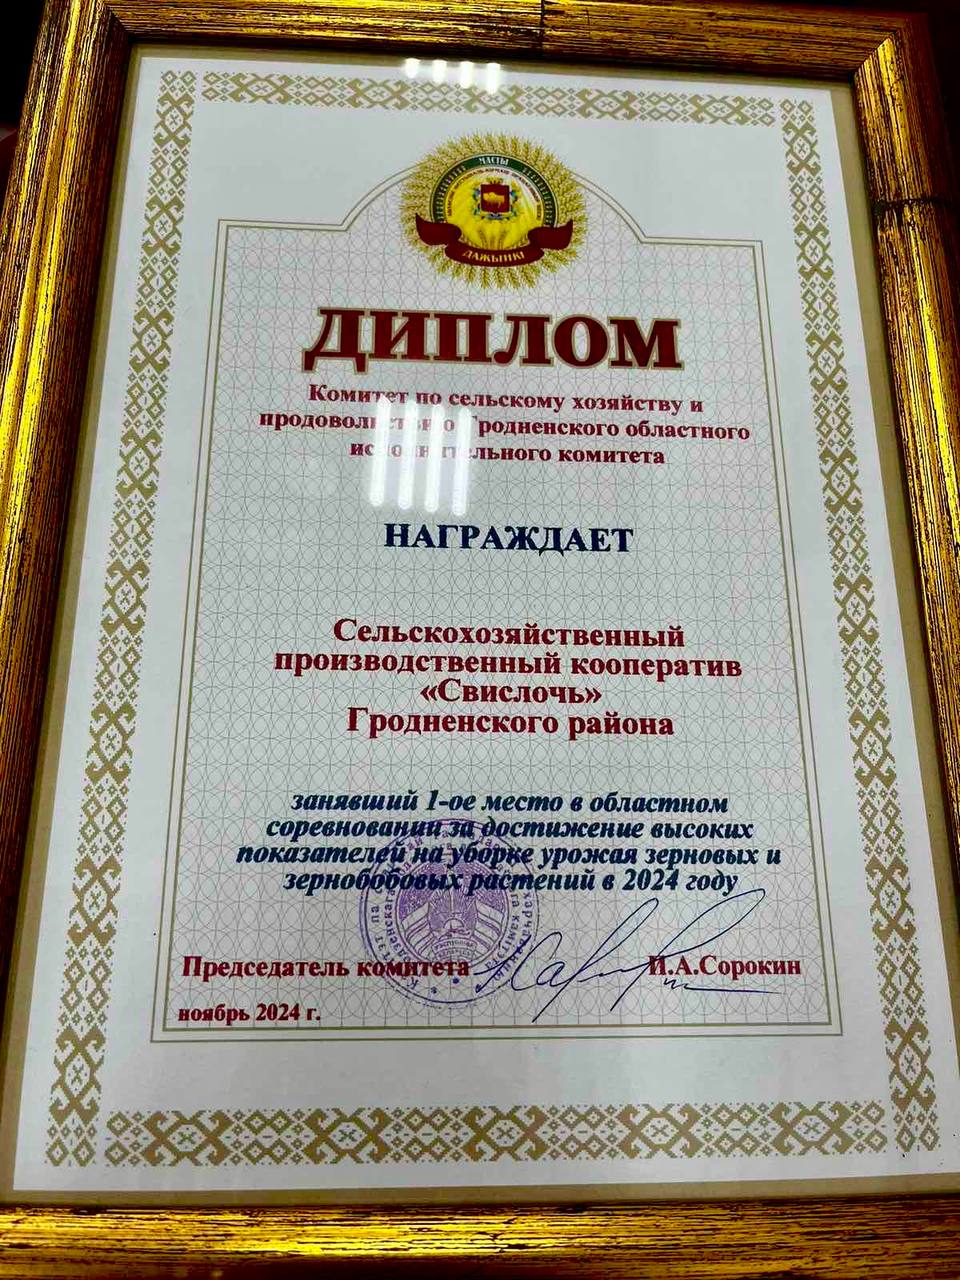 МАСТЫ
ДАЖЫНКІ
ДИПЛОМ
Комитет по сельскому хозяйству и
продовольствию Гродненского областного
исполнительного комитета
НАГРАЖДАЕТ
Сельскохозяйственный
производственный кооператив
«Свислочь»
Гродненского района
занявший 1-ое место в областном
соревновании за достижение высоких
показателей на уборке урожая зерновых и
зернобобовых растений в 2024 году
Председатель комитета И.А.Сорокин
ноябрь 2024 г.